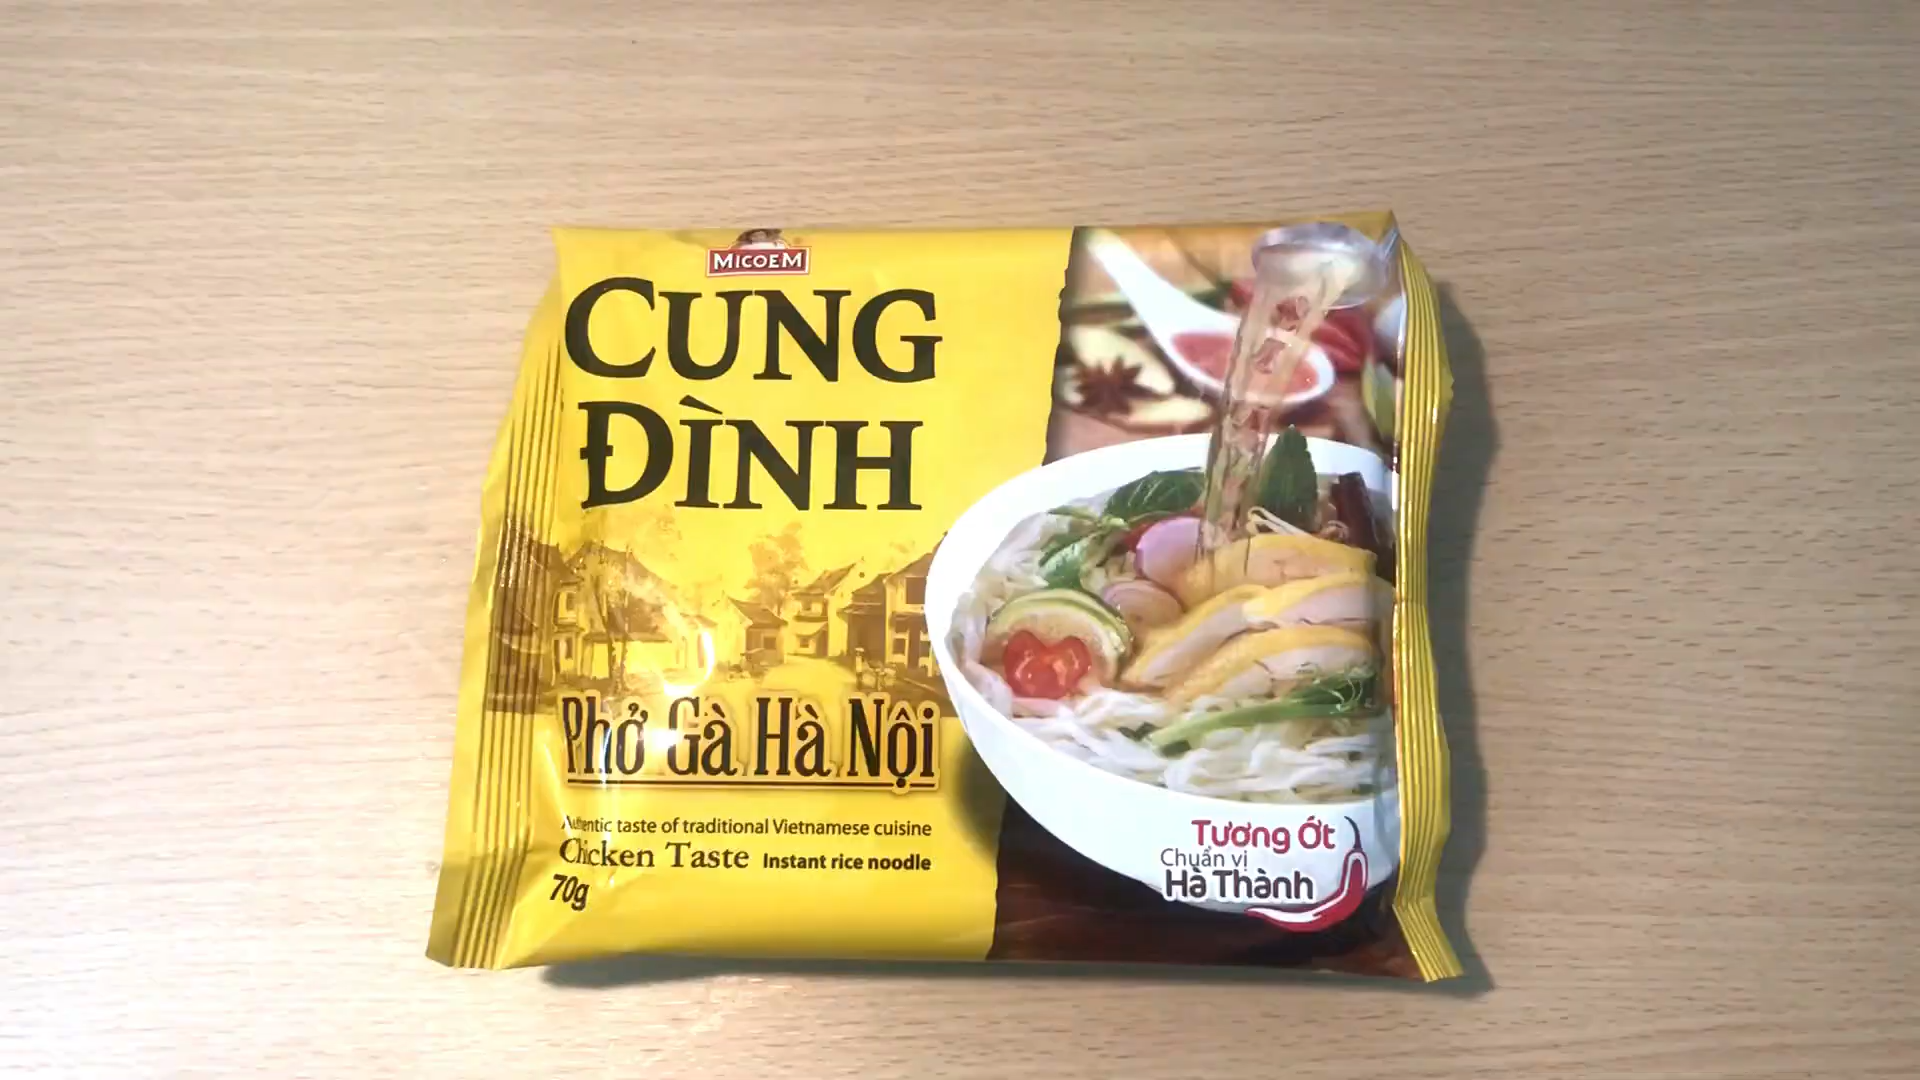 MICOEM
CUNG
ĐÌNH
Phở Gà Hà Nội
Authentic taste of traditional Vietnamese cuisine
Chicken Taste Instant rice noodle
70g
Tương Ớt
Chuẩn vị
Hà Thành